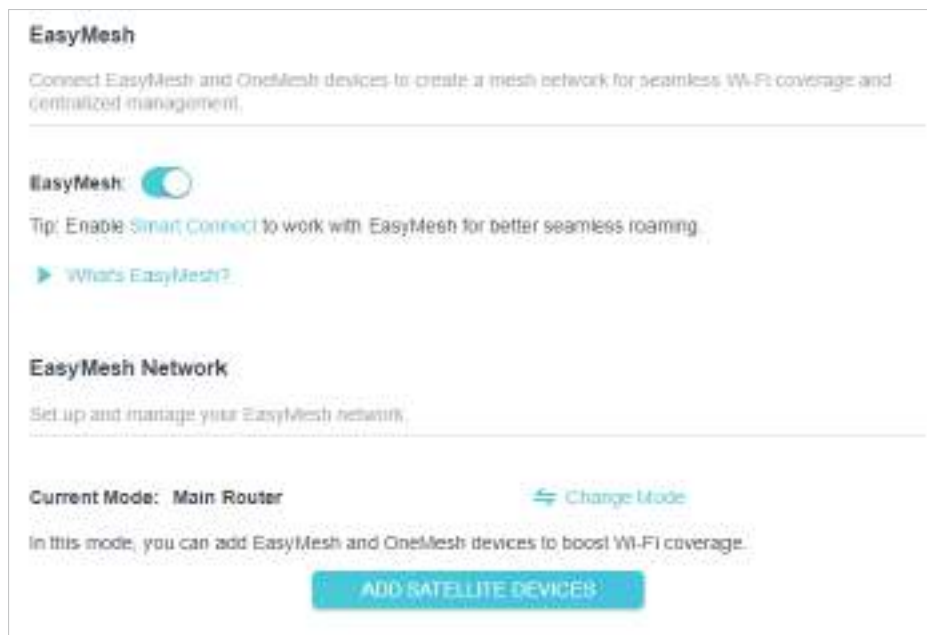 EasyMesh
Connect EasyMesh and OneMesh devices to create a mesh network for seamless Wi-Fi coverage and
centralized management.
EasyMesh:
Tip: Enable Smart Connect to work with EasyMesh for better seamless roaming.
What's EasyMesh?
EasyMesh Network
Set up and manage your EasyMesh network.
Current Mode: Main Router
Change Mode
In this mode, you can add EasyMesh and OneMesh devices to boost Wi-Fi coverage.
ADD SATELLITE DEVICES